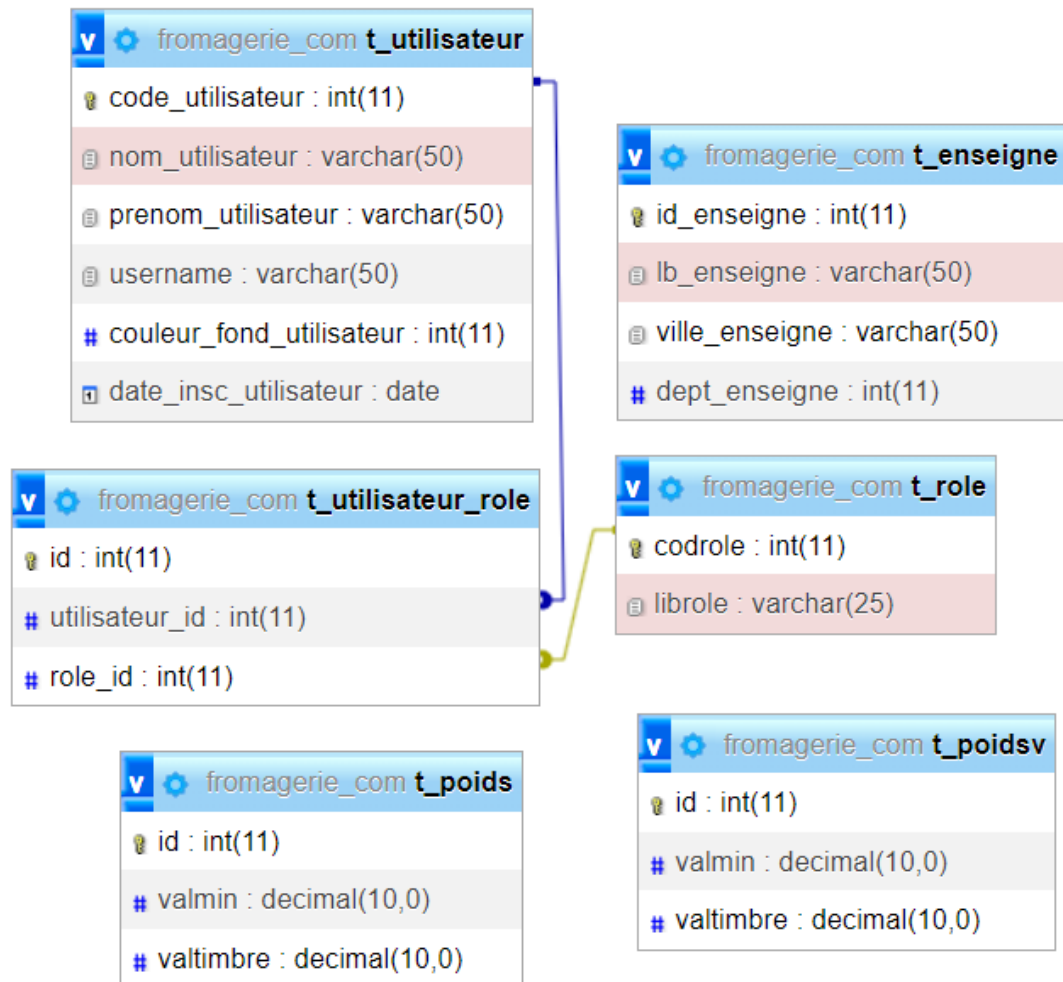 v fromagerie_com t_utilisateur
code_utilisateur : int(11)
nom_utilisateur : varchar(50)
prenom_utilisateur : varchar(50)
username : varchar(50)
# couleur_fond_utilisateur : int(11)
date_insc_utilisateur : date
v fromagerie_com t_enseigne
id_enseigne : int(11)
lb_enseigne : varchar(50)
ville_enseigne : varchar(50)
# dept_enseigne : int(11)
v fromagerie_com t_utilisateur_role
id : int(11)
# utilisateur_id : int(11)
# role_id : int(11)
v fromagerie_com t_role
codrole : int(11)
librole : varchar(25)
v fromagerie_com t_poids
id : int(11)
# valmin : decimal(10,0)
# valtimbre : decimal(10,0)
v fromagerie_com t_poidsv
id : int(11)
# valmin : decimal(10,0)
# valtimbre : decimal(10,0)